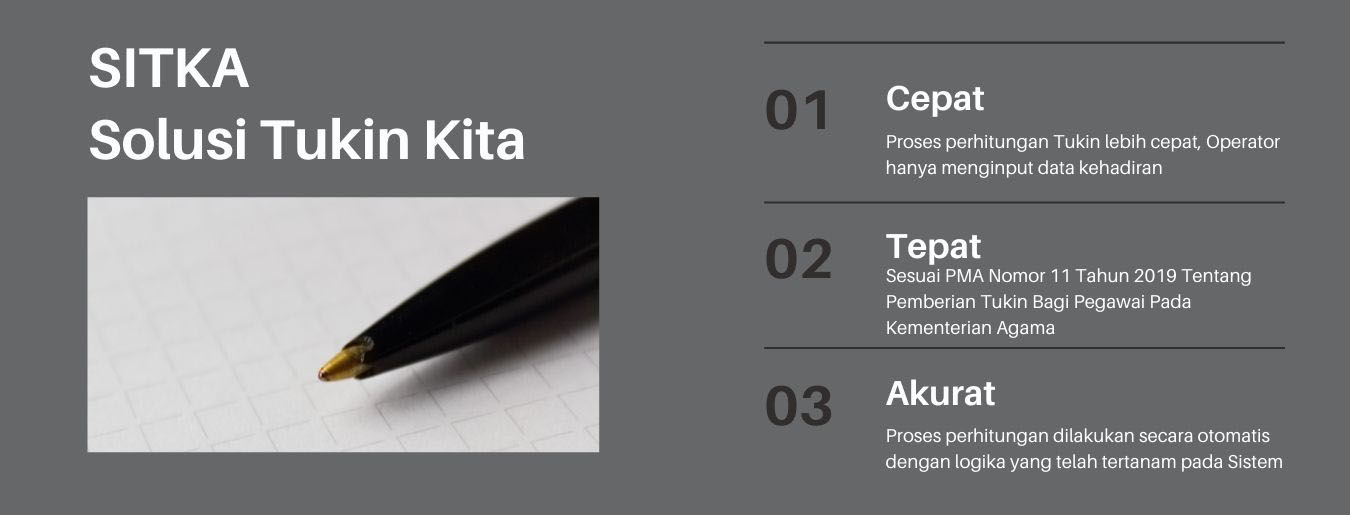 SITKA
Solusi Tukin Kita
01
Cepat
Proses perhitungan Tukin lebih cepat, Operator
hanya menginput data kehadiran
02
Tepat
Sesuai PMA Nomor 11 Tahun 2019 Tentang
Pemberian Tukin Bagi Pegawai Pada
Kementerian Agama
03
Akurat
Proses perhitungan dilakukan secara otomatis
dengan logika yang telah tertanam pada Sistem